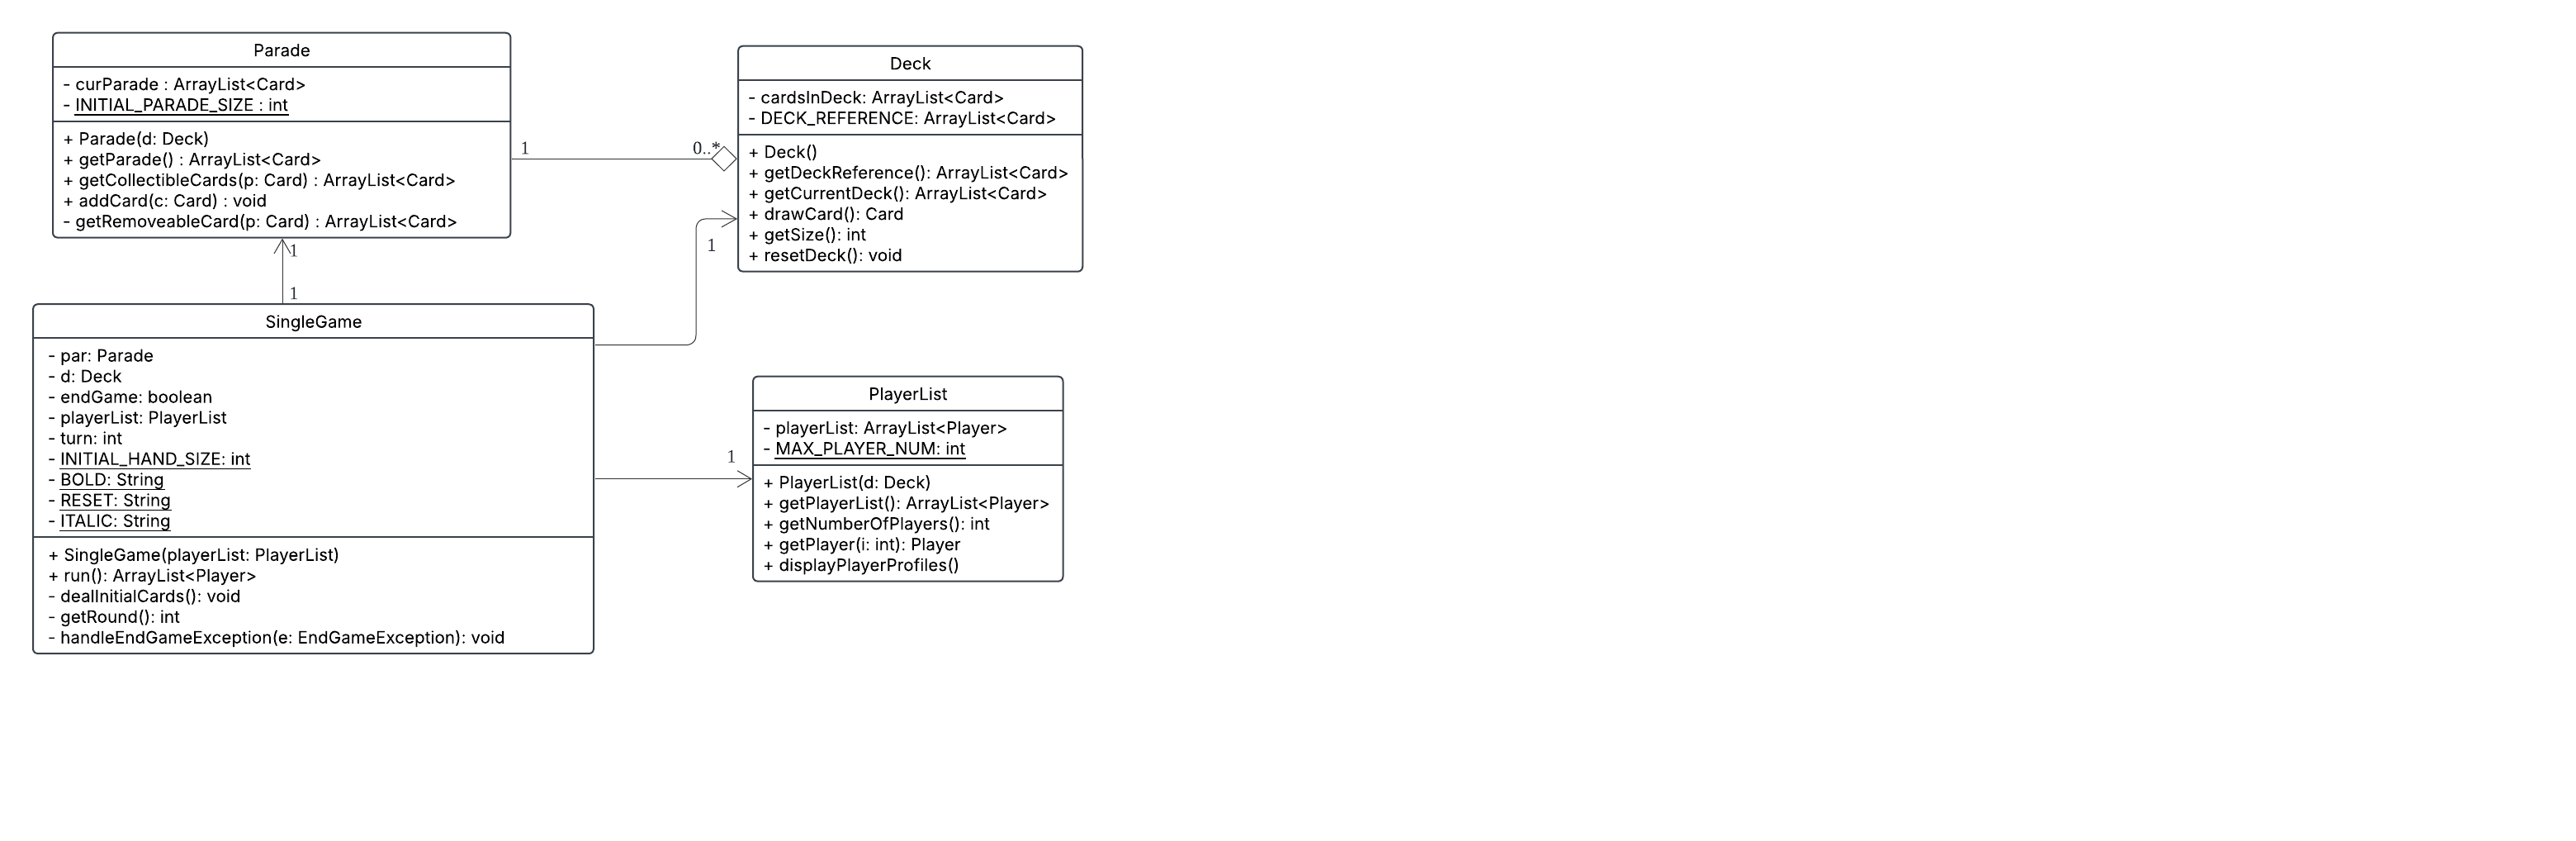 Parade
- curParade : ArrayList<Card>
- INITIAL_PARADE_SIZE : int
+ Parade(d: Deck)
+ getParade() : ArrayList<Card>
+ getCollectibleCards(p: Card) : ArrayList<Card>
+ addCard(c: Card) : void
- getRemoveableCard(p: Card) : ArrayList<Card>
1
0..*
Deck
- cardsInDeck: ArrayList<Card>
- DECK_REFERENCE: ArrayList<Card>
+ Deck()
+ getDeckReference(): ArrayList<Card>
+ getCurrentDeck(): ArrayList<Card>
+ drawCard(): Card
+ getSize(): int
+ resetDeck(): void
1
1
1
SingleGame
- par: Parade
- d: Deck
- endGame: boolean
- playerList: PlayerList
- turn: int
- INITIAL_HAND_SIZE: int
- BOLD: String
- RESET: String
- ITALIC: String
+ SingleGame(playerList: PlayerList)
+ run(): ArrayList<Player>
- dealInitialCards(): void
- getRound(): int
- handleEndGameException(e: EndGameException): void
1
PlayerList
- playerList: ArrayList<Player>
- MAX_PLAYER_NUM: int
+ PlayerList(d: Deck)
+ getPlayerList(): ArrayList<Player>
+ getNumberOfPlayers(): int
+ getPlayer(i: int): Player
+ displayPlayerProfiles()